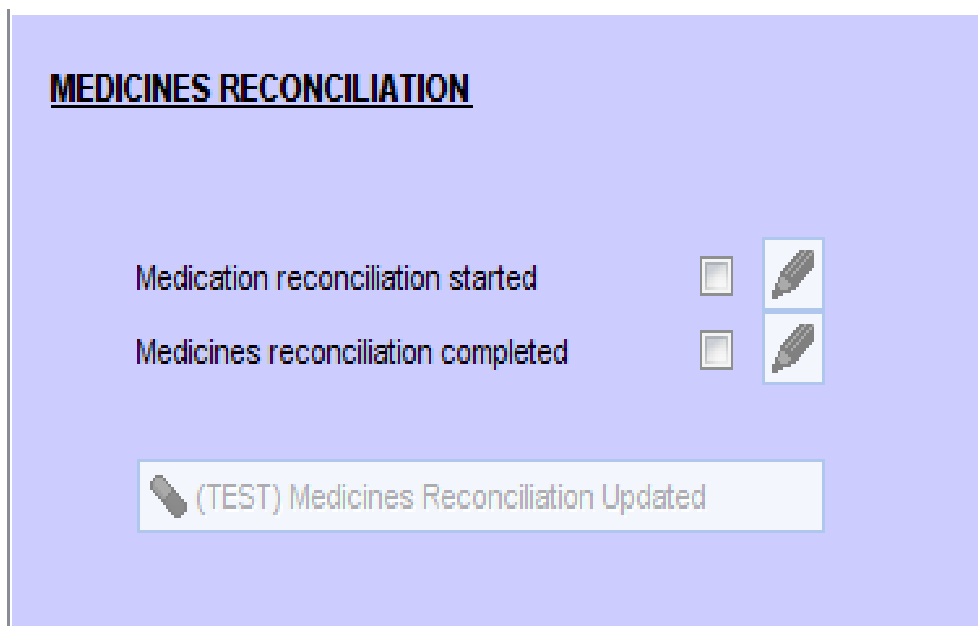 MEDICINES RECONCILIATION
Medication reconciliation started
Medicines reconciliation completed
(TEST) Medicines Reconciliation Updated